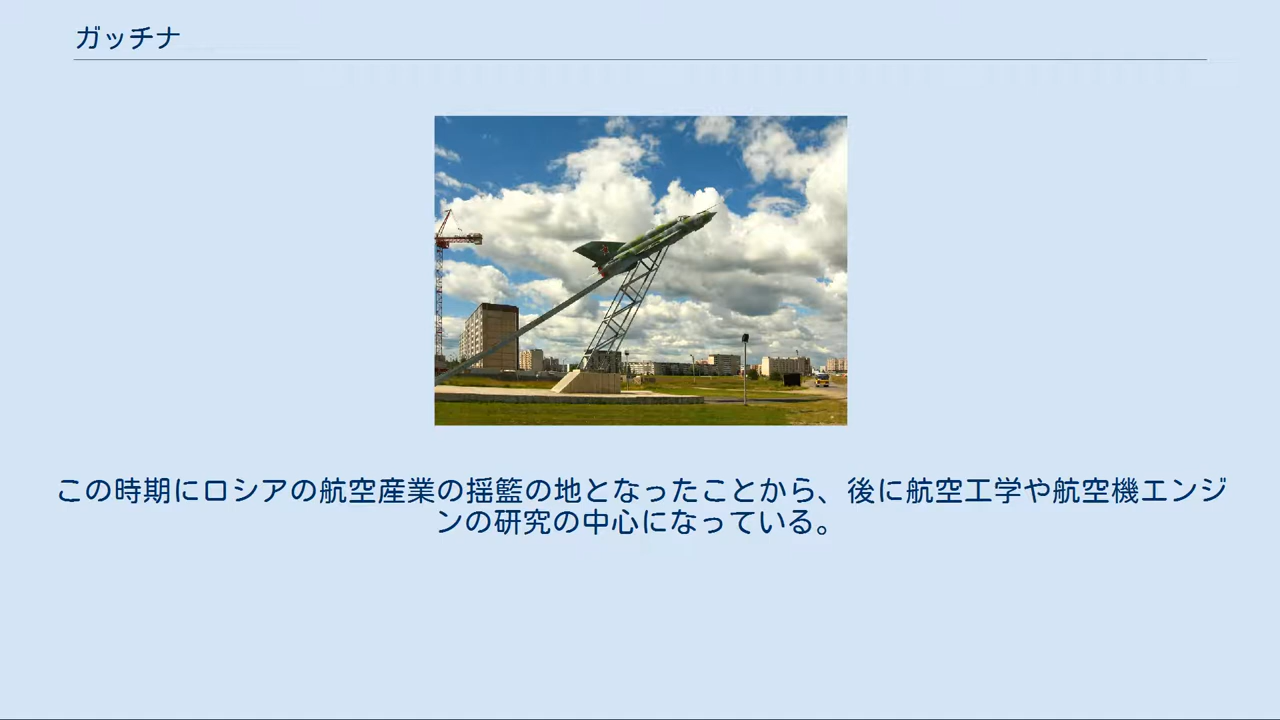 ガッチナ
この時期にロシアの航空産業の揺籃の地となったことから、後に航空工学や航空機エンジ
ンの研究の中心になっている。